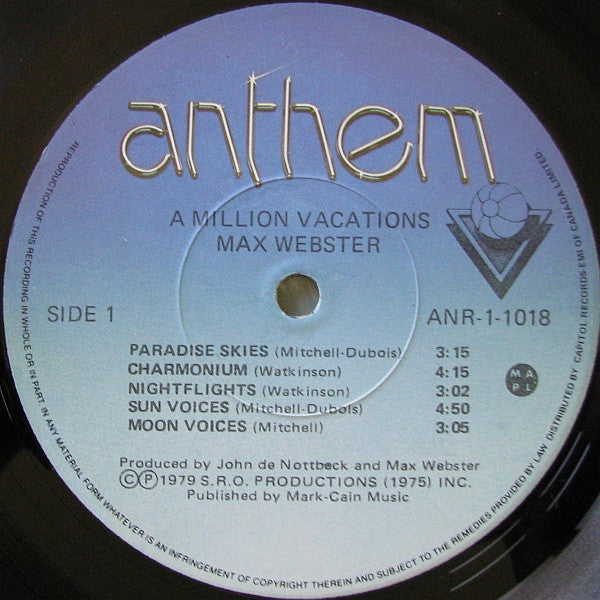 anthem
A MILLION VACATIONS
MAX WEBSTER
SIDE 1
ANR-1-1018
PARADISE SKIES (Mitchell-Dubois) 3:15
CHARMONIUM (Watkinson) 4:15
NIGHTFLIGHTS (Watkinson) 3:02
SUN VOICES (Mitchell-Dubois) 4:50
MOON VOICES (Mitchell) 3:05
M A
P L
Produced by John de Nottbeck and Max Webster
©℗1979 S.R.O. PRODUCTIONS (1975) INC.
Published by Mark-Cain Music
REPRODUCTION OF THIS RECORDING IN WHOLE OR IN PART, IN ANY MATERIAL FORM WHATEVER IS AN INFRINGEMENT OF COPYRIGHT THEREIN AND SUBJECT TO THE REMEDIES PROVIDED BY LAW DISTRIBUTED BY CAPITOL RECORDS EMI OF CANADA LIMITED.